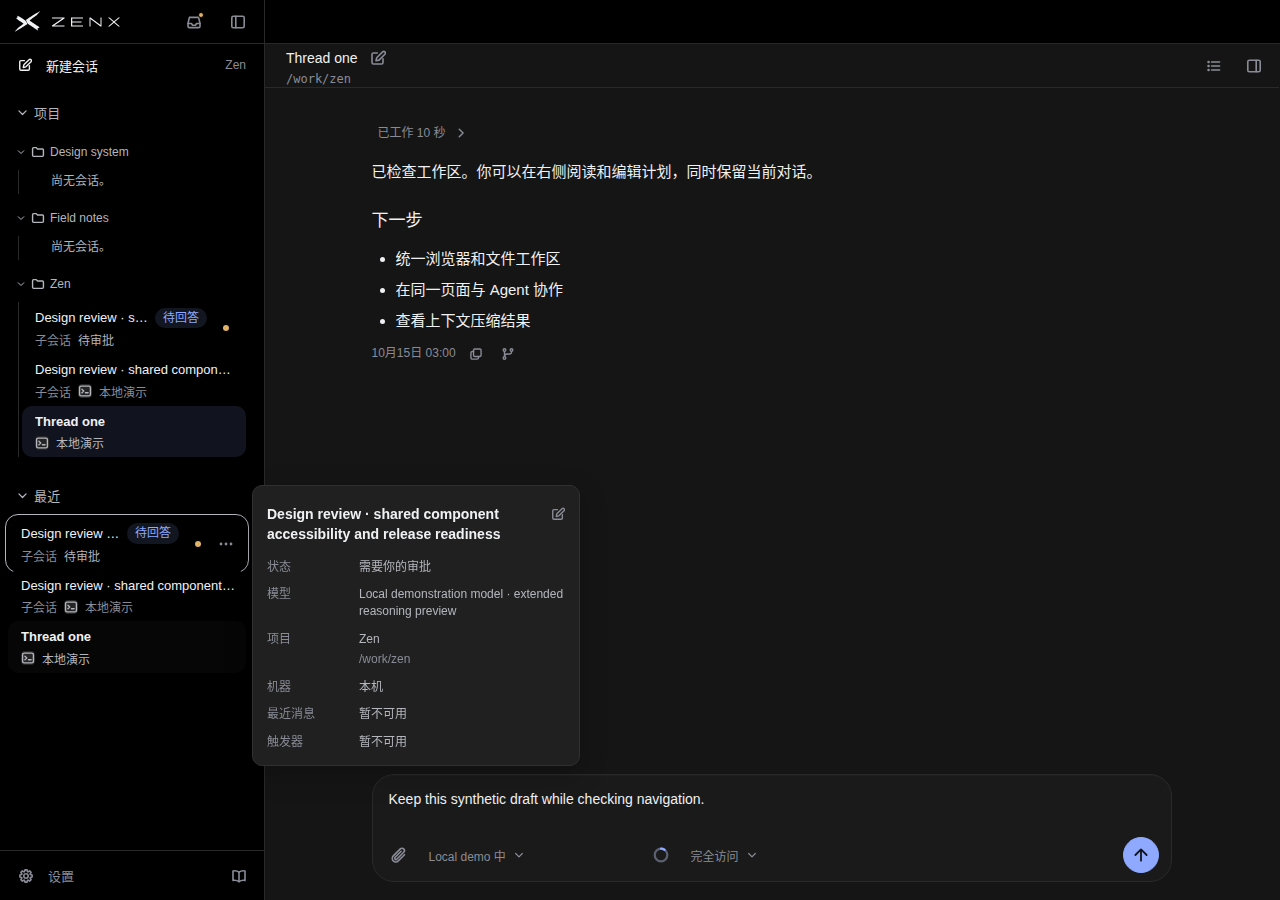 ZENX
新建会话 Zen
项目
Design system
尚无会话。
Field notes
尚无会话。
Zen
Design review · s… 待回答
子会话 待审批
Design review · shared compon…
子会话 本地演示
Thread one
本地演示
最近
Design review … 待回答
子会话 待审批
Design review · shared component…
子会话 本地演示
Thread one
本地演示
设置
Thread one
/work/zen
已工作 10 秒
已检查工作区。你可以在右侧阅读和编辑计划，同时保留当前对话。
下一步
统一浏览器和文件工作区
在同一页面与 Agent 协作
查看上下文压缩结果
10月15日 03:00
Design review · shared component
accessibility and release readiness
状态 需要你的审批
模型 Local demonstration model · extended
reasoning preview
项目 Zen
/work/zen
机器 本机
最近消息 暂不可用
触发器 暂不可用
Keep this synthetic draft while checking navigation.
Local demo 中 完全访问